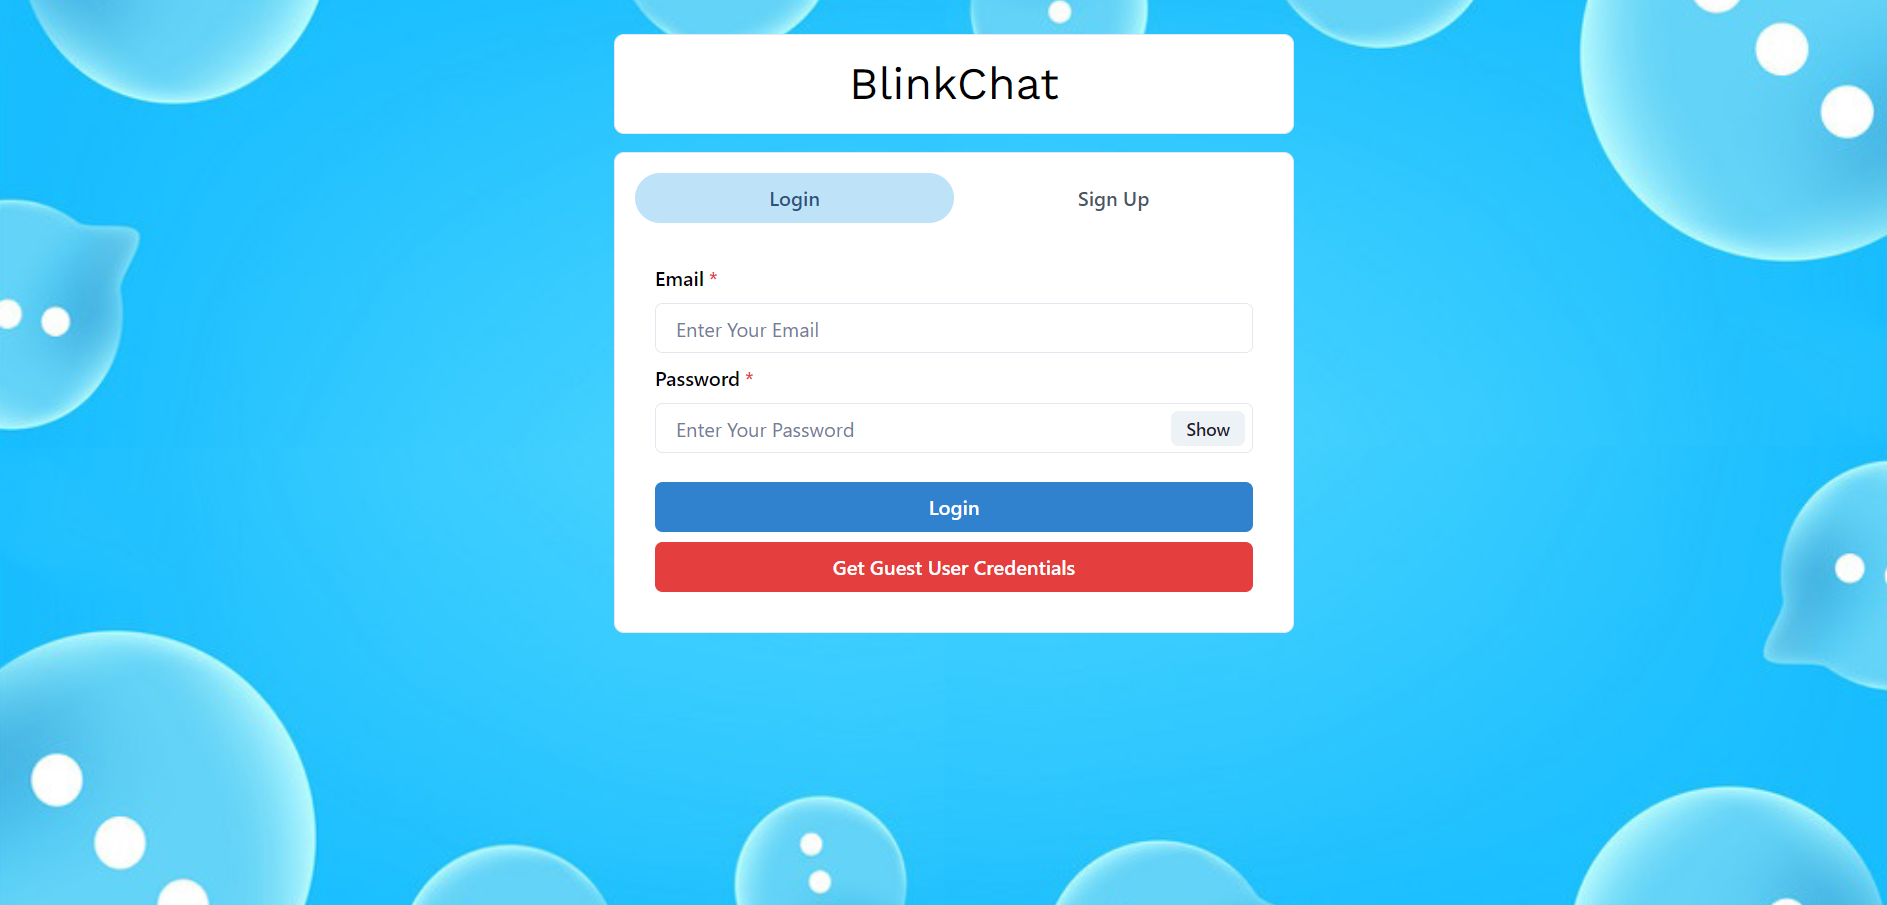 BlinkChat
Login Sign Up
Email *
Enter Your Email
Password *
Enter Your Password Show
Login
Get Guest User Credentials